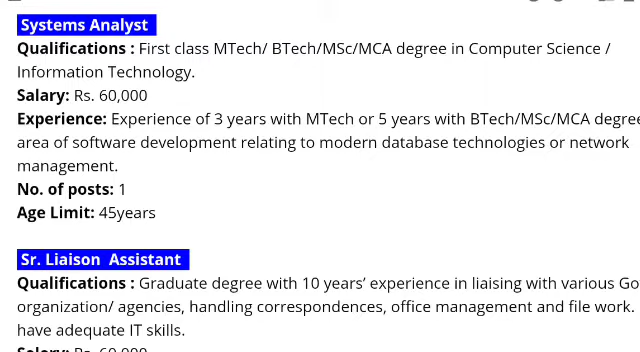 Systems Analyst
Qualifications : First class MTech/ BTech/MSc/MCA degree in Computer Science /
Information Technology.
Salary: Rs. 60,000
Experience: Experience of 3 years with MTech or 5 years with BTech/MSc/MCA degree
area of software development relating to modern database technologies or network
management.
No. of posts: 1
Age Limit: 45years
Sr. Liaison Assistant
Qualifications : Graduate degree with 10 years’ experience in liaising with various Go
organization/ agencies, handling correspondences, office management and file work.
have adequate IT skills.
Salary: Rs. 60,000